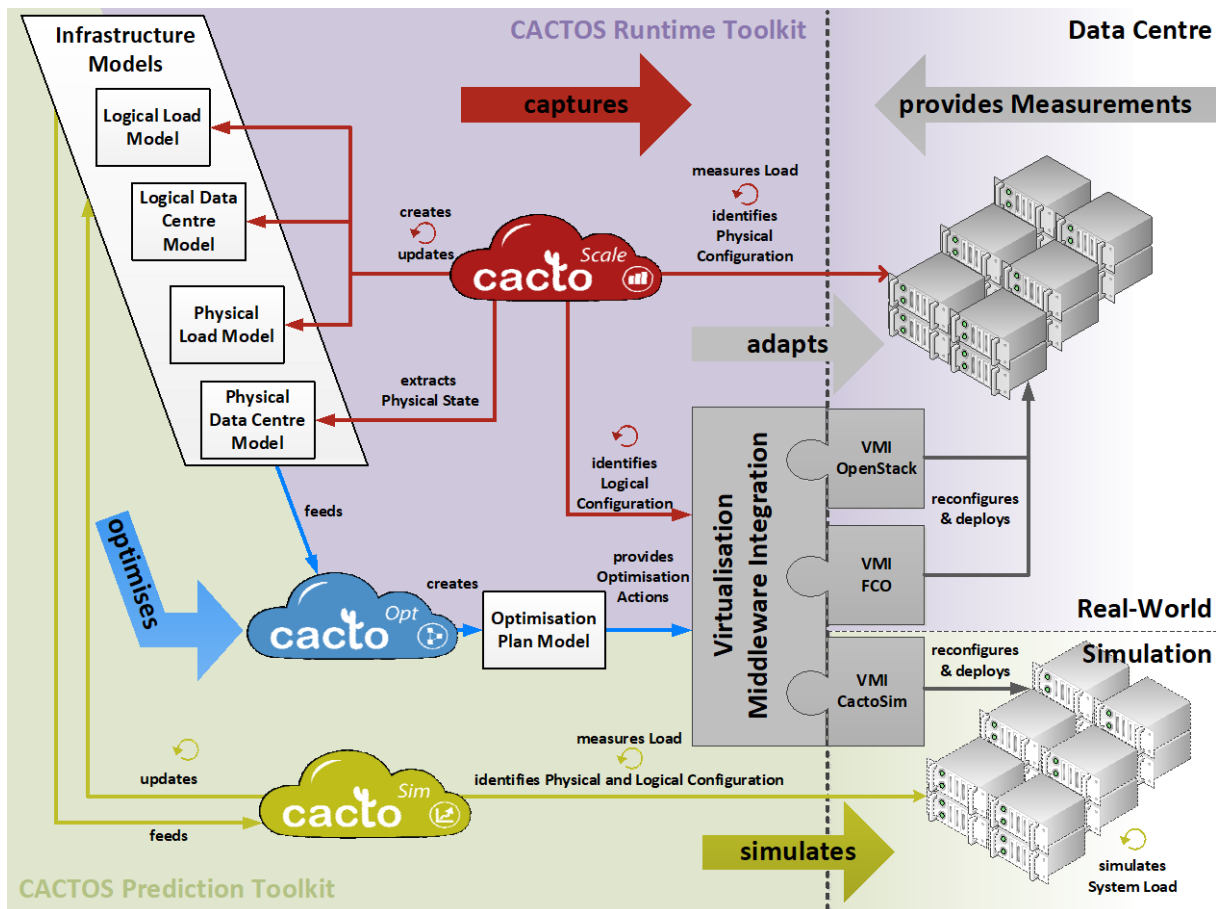 Infrastructure
Models
CACTOS Runtime Toolkit
Data Centre
captures
provides Measurements
Logical Load
Model
Logical Data
Centre
Model
Physical
Load Model
Physical
Data Centre
Model
creates
updates
cacto
Scale
measures Load
identifies
Physical
Configuration
adapts
extracts
Physical State
identifies
Logical
Configuration
Virtualisation
Middleware Integration
VMI
OpenStack
VMI
FCO
VMI
CactoSim
reconfigures
& deploys
feeds
optimises
cacto
Opt
creates
Optimisation
Plan Model
provides
Optimisation
Actions
Real-World
Simulation
reconfigures
& deploys
updates
feeds
cacto
Sim
measures Load
identifies Physical and Logical Configuration
simulates
simulates
System Load
CACTOS Prediction Toolkit